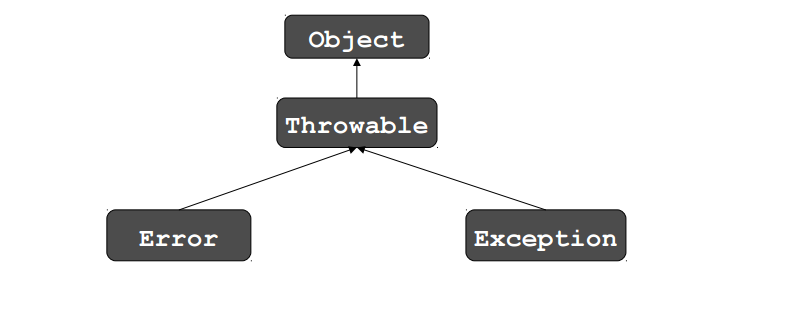 Object
Throwable
Error
Exception